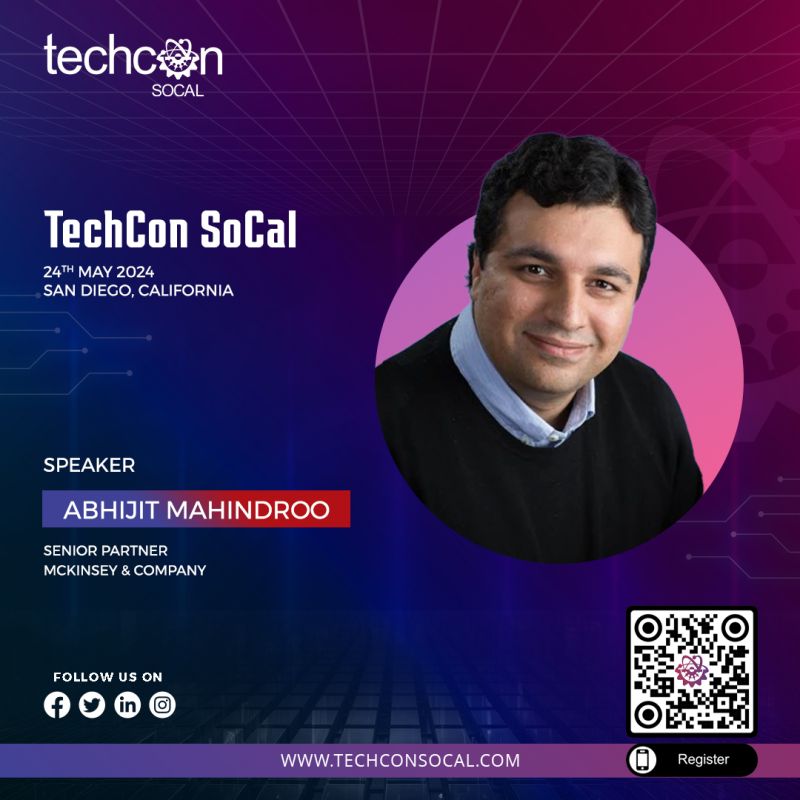 techcon
SOCAL
TechCon SoCal
24TH MAY 2024
SAN DIEGO, CALIFORNIA
SPEAKER
ABHIJIT MAHINDROO
SENIOR PARTNER
MCKINSEY & COMPANY
FOLLOW US ON
WWW.TECHCONSOCAL.COM
Register